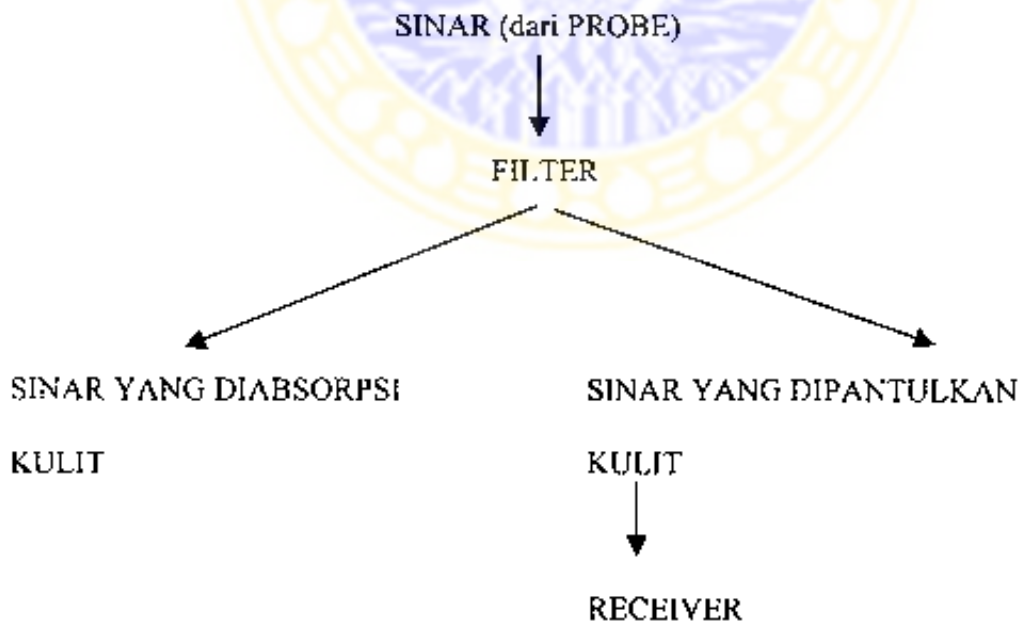 SINAR (dari PROBE)
FILTER
SINAR YANG DIABSORPSI
KULIT
SINAR YANG DIPANTULKAN
KULIT
RECEIVER